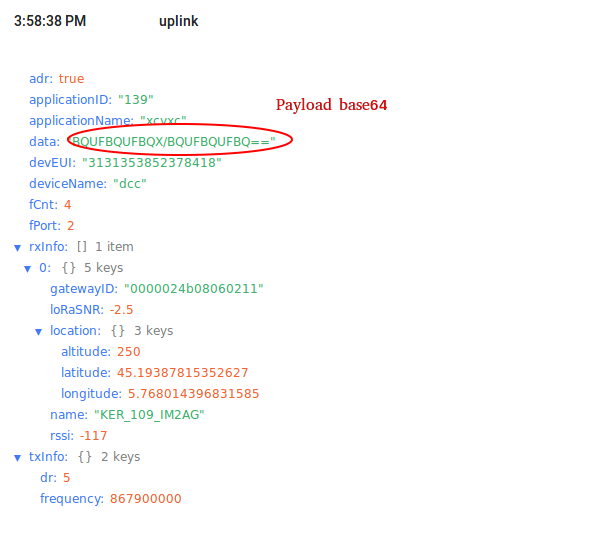 3:58:38 PM uplink
adr: true
applicationID: "139"
Payload base64
applicationName: "xcvxc"
data: "BQUFBQUFBQX/BQUFBQUFBQ=="
devEUI: "3131353852378418"
deviceName: "dcc"
fCnt: 4
fPort: 2
▼ rxInfo: [] 1 item
▼ 0: {} 5 keys
gatewayID: "0000024b08060211"
loRaSNR: -2.5
▼ location: {} 3 keys
altitude: 250
latitude: 45.19387815352627
longitude: 5.768014396831585
name: "KER_109_IM2AG"
rssi: -117
▼ txInfo: {} 2 keys
dr: 5
frequency: 867900000